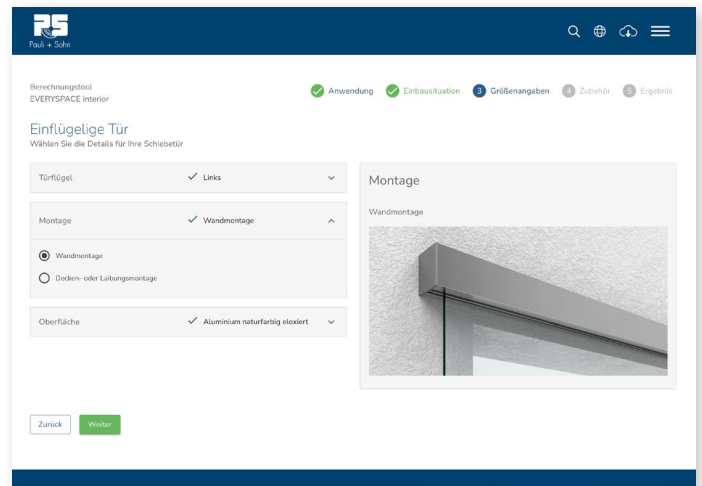 PS
Pauli + Sohn
Berechnungstool
EVERYSPACE interior
Anwendung
Einbausituation
3 Größenangaben
4 Zubehör
5 Ergebnis
Einflügelige Tür
Wählen Sie die Details für Ihre Schiebetür
Türflügel Links
Montage Wandmontage
Wandmontage
Decken- oder Laibungsmontage
Oberfläche Aluminium naturfarbig eloxiert
Montage
Wandmontage
Zurück Weiter